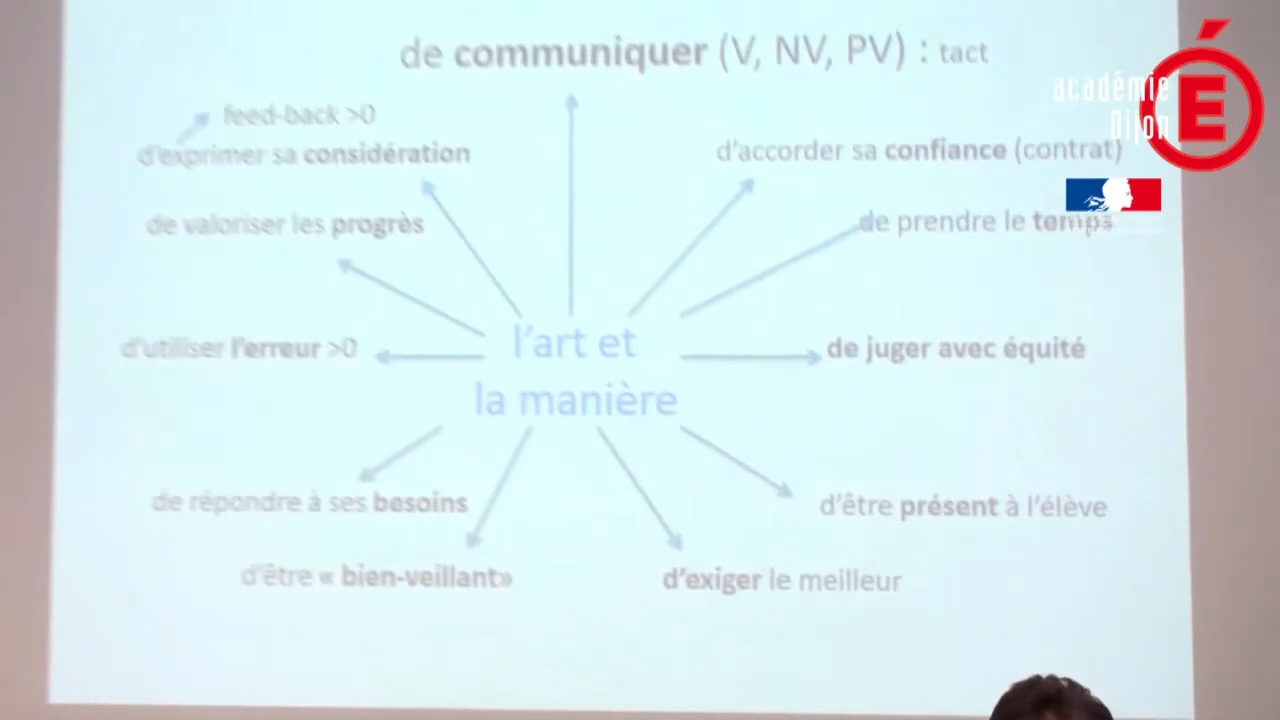 de communiquer (V, NV, PV) : tact
académie
Dijon
É
feed-back >0
d'exprimer sa considération
d'accorder sa confiance (contrat)
de valoriser les progrès
de prendre le temps
d'utiliser l'erreur >0
l'art et
la manière
de juger avec équité
de répondre à ses besoins
d'être présent à l'élève
d'être « bien-veillant»
d'exiger le meilleur